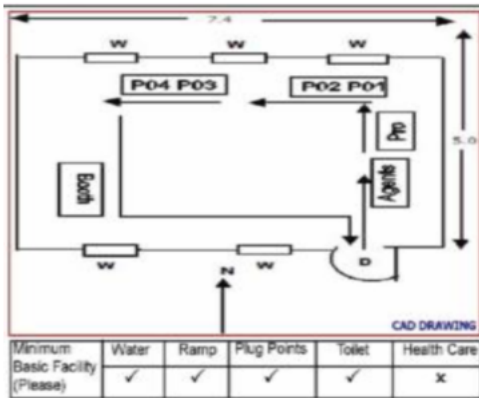 7.4
W W W
P04 P03 P02 P01
5.0
Pro
Agents
Booth
W W D
N
CAD DRAWING
Minimum Basic Facility (Please) Water Ramp Plug Points Toilet Health Care
✓ ✓ ✓ ✓ x